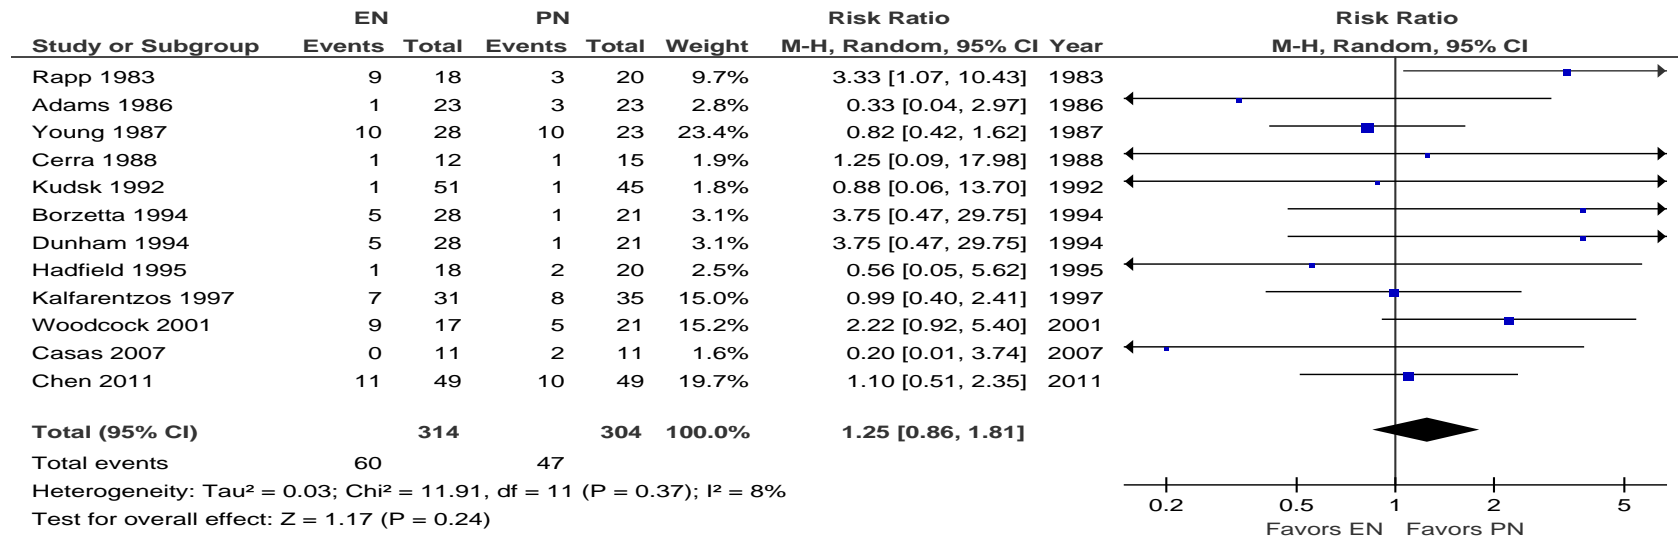 EN PN Risk Ratio Risk Ratio
Study or Subgroup Events Total Events Total Weight M-H, Random, 95% CI Year M-H, Random, 95% CI
Rapp 1983 9 18 3 20 9.7% 3.33 [1.07, 10.43] 1983
Adams 1986 1 23 3 23 2.8% 0.33 [0.04, 2.97] 1986
Young 1987 10 28 10 23 23.4% 0.82 [0.42, 1.62] 1987
Cerra 1988 1 12 1 15 1.9% 1.25 [0.09, 17.98] 1988
Kudsk 1992 1 51 1 45 1.8% 0.88 [0.06, 13.70] 1992
Borzetta 1994 5 28 1 21 3.1% 3.75 [0.47, 29.75] 1994
Dunham 1994 5 28 1 21 3.1% 3.75 [0.47, 29.75] 1994
Hadfield 1995 1 18 2 20 2.5% 0.56 [0.05, 5.62] 1995
Kalfarentzos 1997 7 31 8 35 15.0% 0.99 [0.40, 2.41] 1997
Woodcock 2001 9 17 5 21 15.2% 2.22 [0.92, 5.40] 2001
Casas 2007 0 11 2 11 1.6% 0.20 [0.01, 3.74] 2007
Chen 2011 11 49 10 49 19.7% 1.10 [0.51, 2.35] 2011
Total (95% CI) 314 304 100.0% 1.25 [0.86, 1.81]
Total events 60 47
Heterogeneity: Tau² = 0.03; Chi² = 11.91, df = 11 (P = 0.37); I² = 8%
Test for overall effect: Z = 1.17 (P = 0.24)
0.2 0.5 1 2 5
Favors EN Favors PN